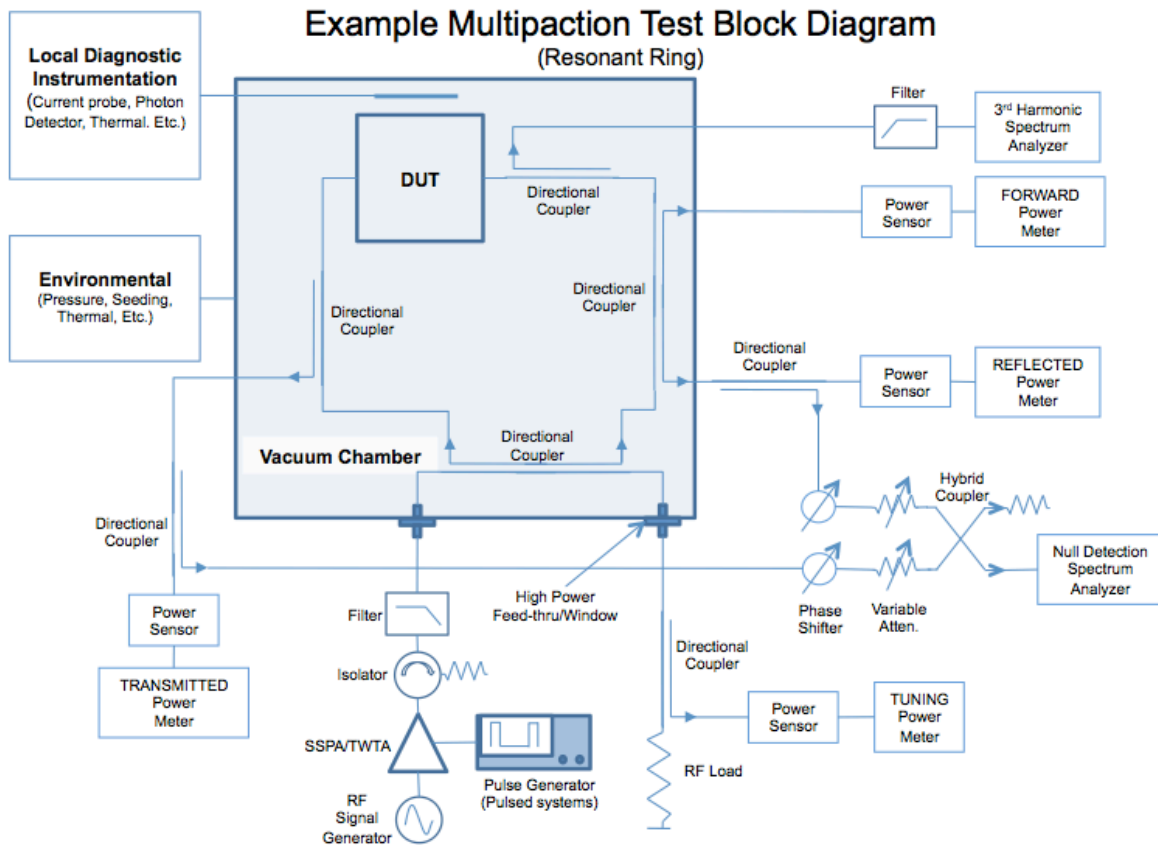 Example Multipaction Test Block Diagram
(Resonant Ring)
Local Diagnostic
Instrumentation
(Current probe, Photon
Detector, Thermal. Etc.)
DUT
Directional
Coupler
Filter
3rd Harmonic
Spectrum
Analyzer
Power
Sensor
FORWARD
Power
Meter
Environmental
(Pressure, Seeding,
Thermal, Etc.)
Directional
Coupler
Directional
Coupler
Directional
Coupler
Power
Sensor
REFLECTED
Power
Meter
Vacuum Chamber
Directional
Coupler
Hybrid
Coupler
Directional
Coupler
Null Detection
Spectrum
Analyzer
Phase
Shifter
Variable
Atten.
High Power
Feed-thru/Window
Filter
Power
Sensor
TRANSMITTED
Power
Meter
Isolator
Directional
Coupler
Power
Sensor
TUNING
Power
Meter
SSPA/TWTA
Pulse Generator
(Pulsed systems)
RF Load
RF
Signal
Generator